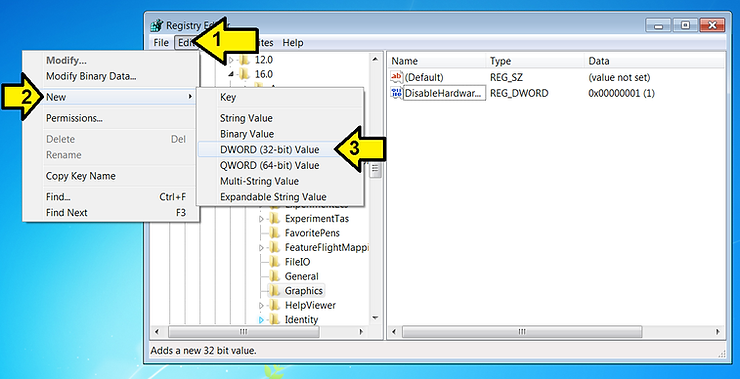 Registry Editor
1
File Edit ites Help
Modify...
Modify Binary Data...
2
New
Permissions...
Delete Del
Rename
Copy Key Name
Find... Ctrl+F
Find Next F3
Key
String Value
Binary Value
DWORD (32-bit) Value
3
QWORD (64-bit) Value
Multi-String Value
Expandable String Value
12.0
16.0
ExperimentTas
FavoritePens
FeatureFlightMappi
FileIO
General
Graphics
HelpViewer
Identity
Name Type Data
(Default) REG_SZ (value not set)
DisableHardwar... REG_DWORD 0x00000001 (1)
Adds a new 32 bit value.